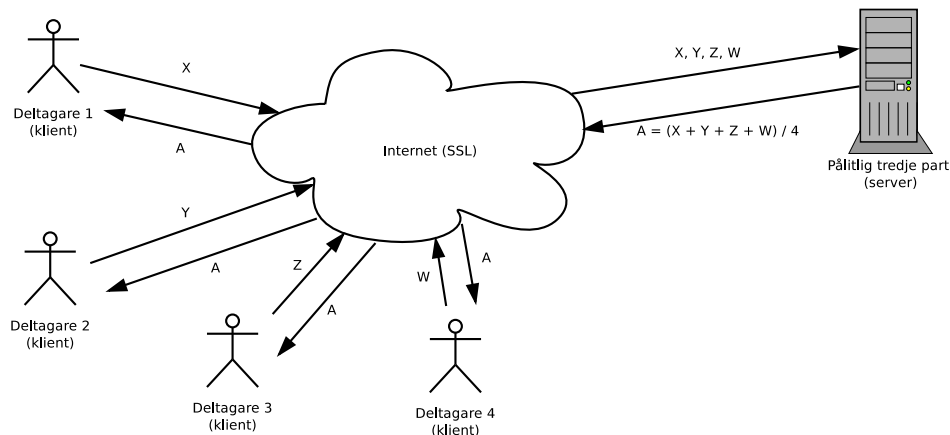 X
Deltagare 1
(klient)
A
X, Y, Z, W
A = (X + Y + Z + W) / 4
Internet (SSL)
Pålitlig tredje part
(server)
Y
A
Deltagare 2
(klient)
Z
A
Deltagare 3
(klient)
W
A
Deltagare 4
(klient)